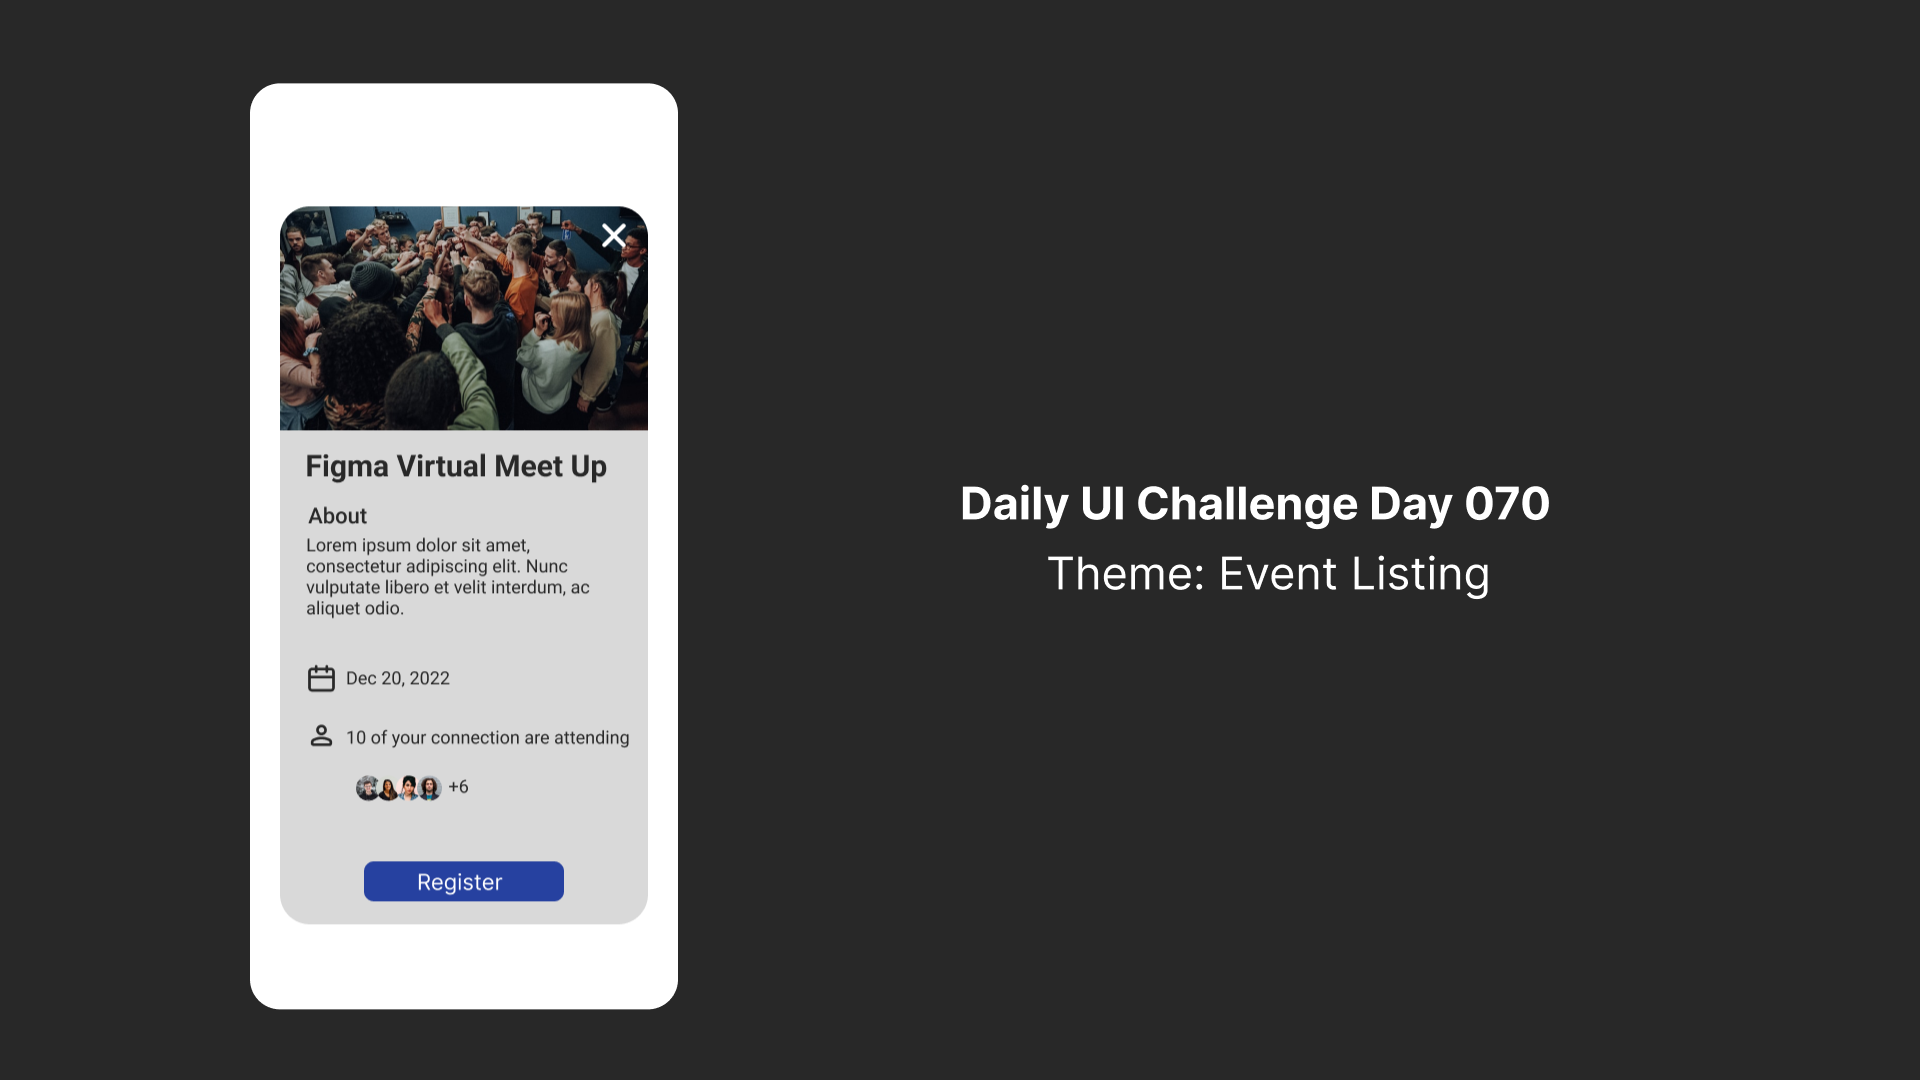 Figma Virtual Meet Up
About
Lorem ipsum dolor sit amet,
consectetur adipiscing elit. Nunc
vulputate libero et velit interdum, ac
aliquet odio.
Dec 20, 2022
10 of your connection are attending
+6
Register
Daily UI Challenge Day 070
Theme: Event Listing